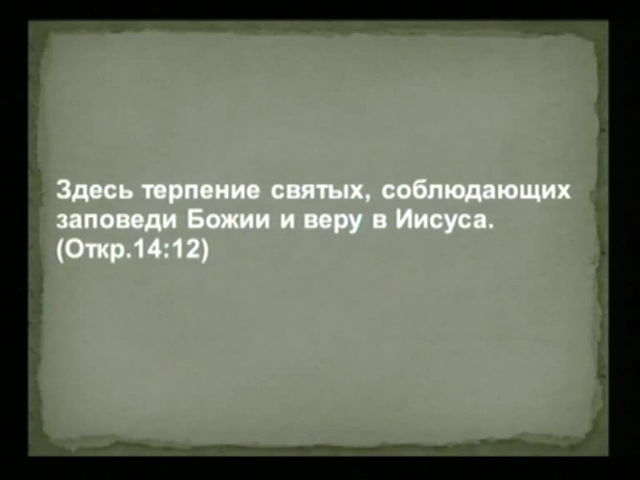 Здесь терпение святых, соблюдающих
заповеди Божии и веру в Иисуса.
(Откр.14:12)